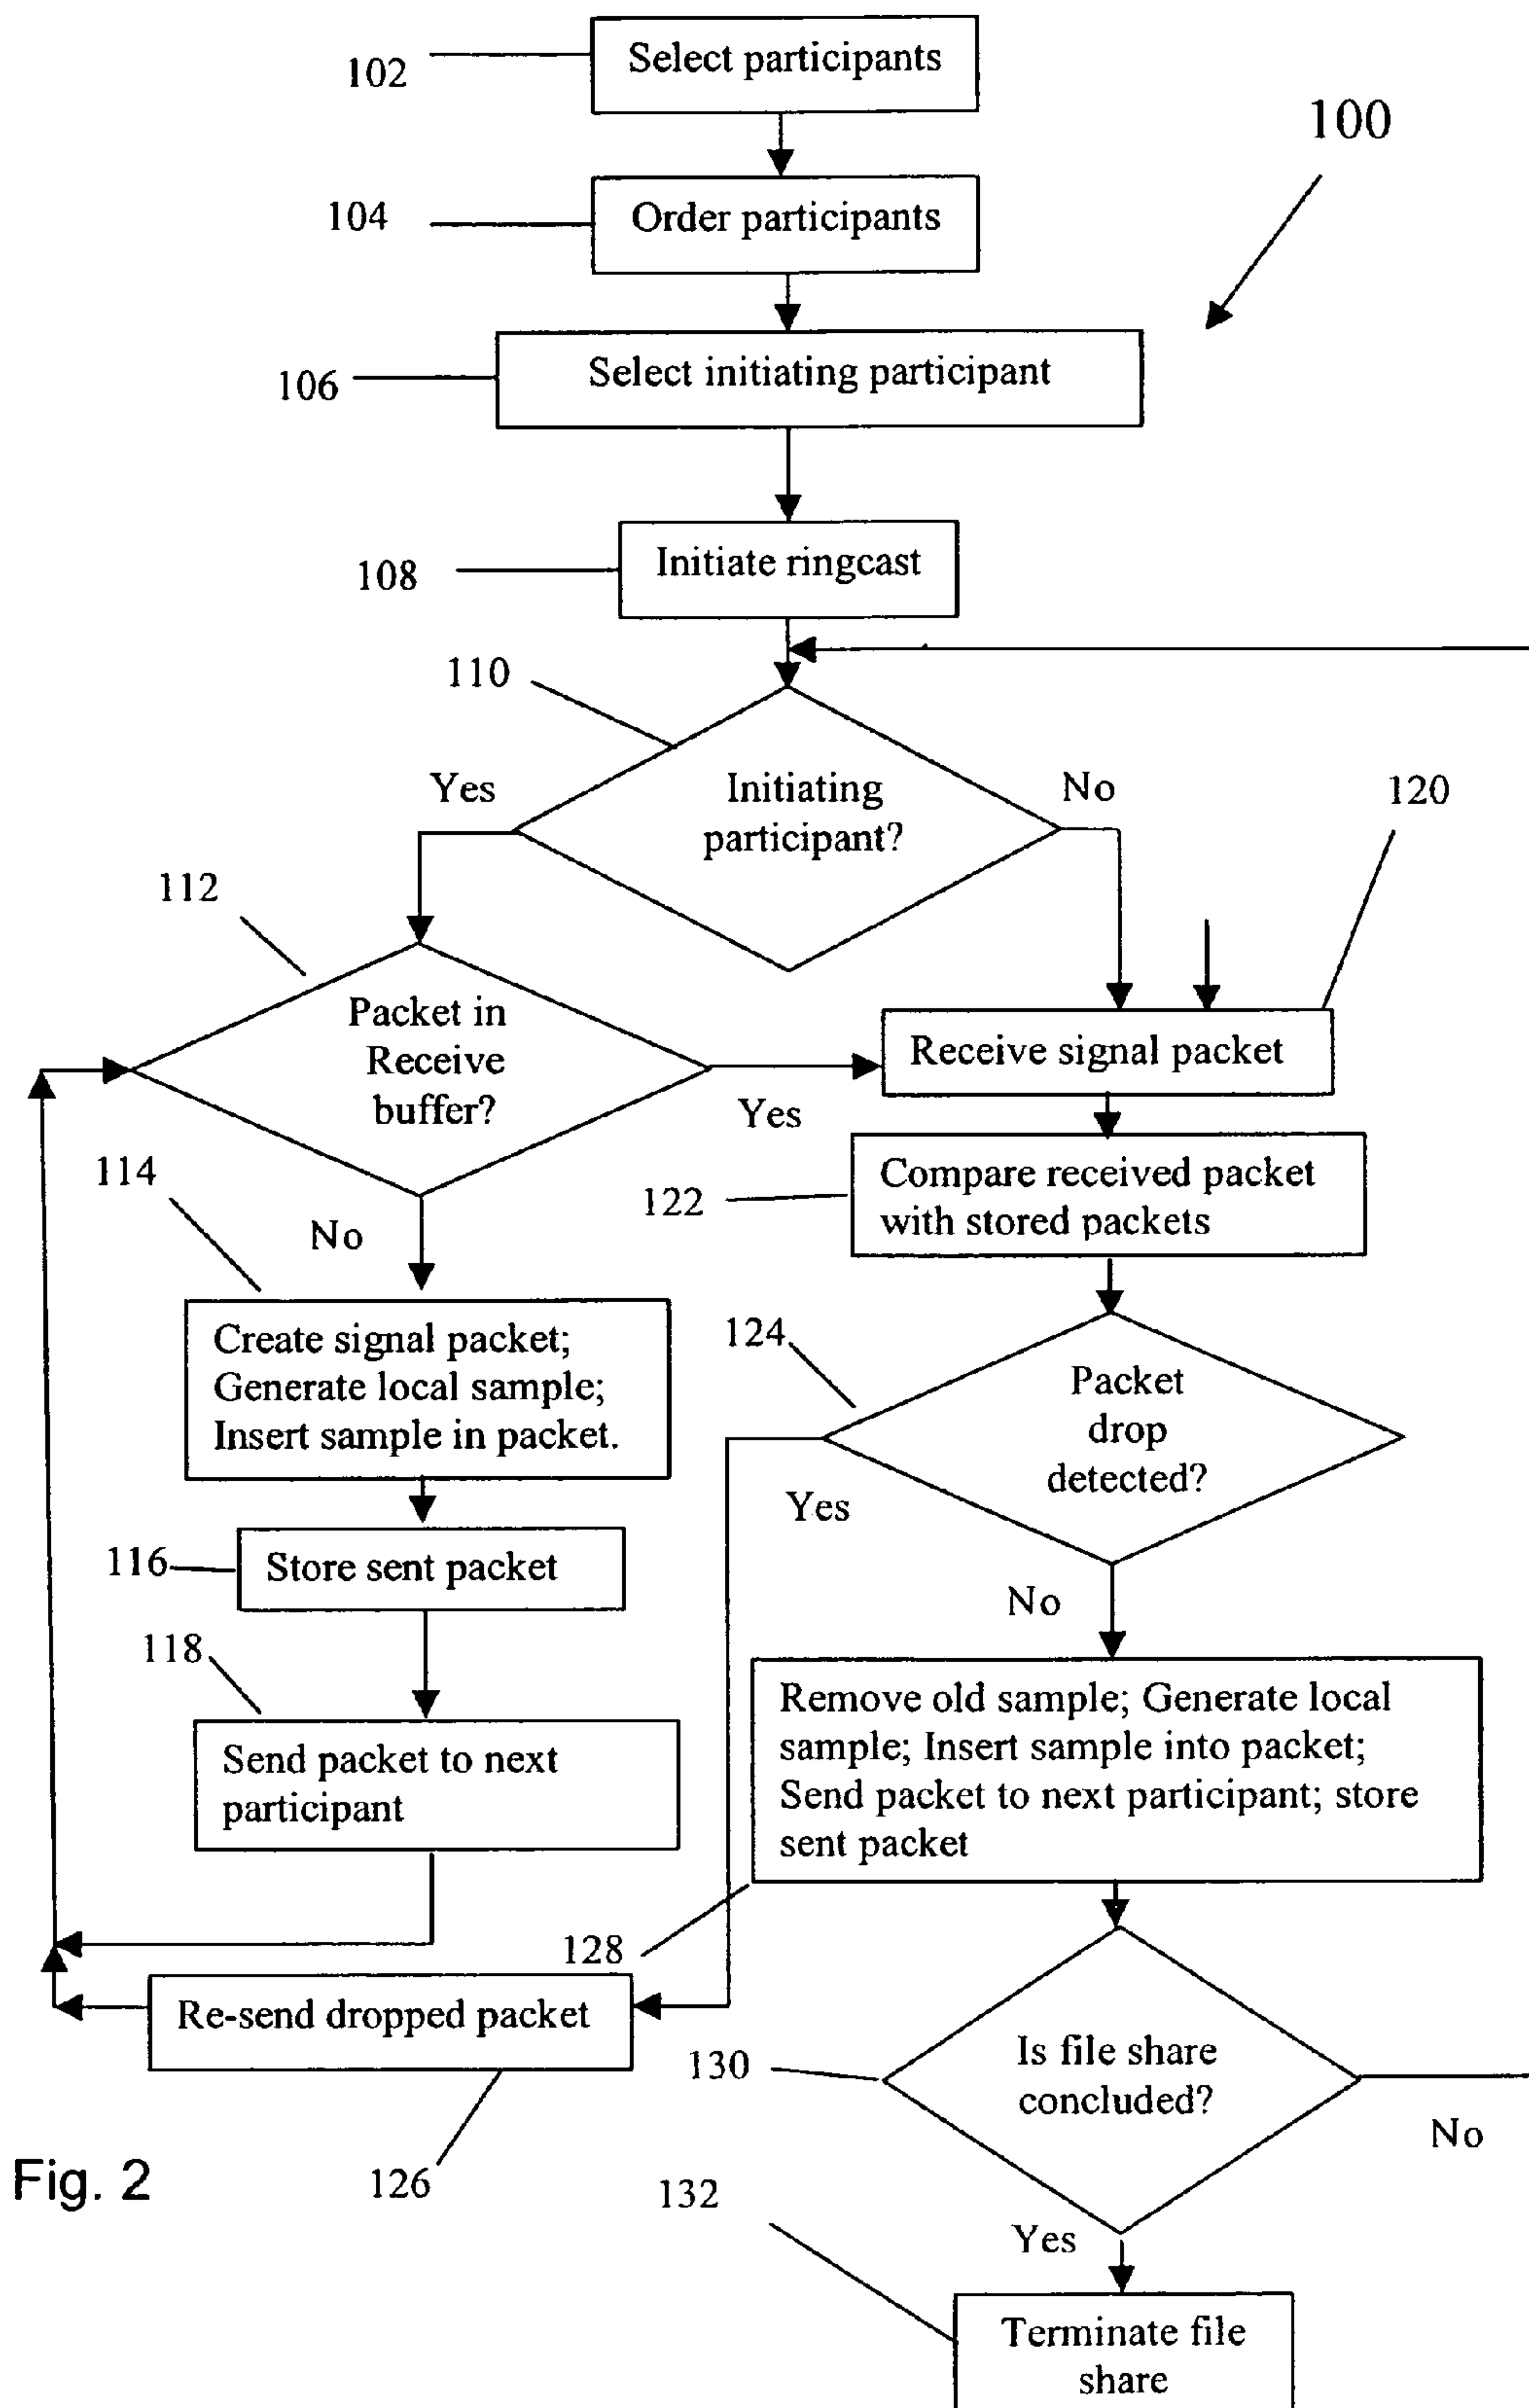 102
Select participants
100
104
Order participants
106
Select initiating participant
108
Initiate ringcast
110
Yes
Initiating
participant?
No
120
112
Packet in
Receive
buffer?
Yes
Receive signal packet
114
No
122
Compare received packet
with stored packets
Create signal packet;
Generate local sample;
Insert sample in packet.
124
Packet
drop
detected?
Yes
116
Store sent packet
No
118
Send packet to next
participant
Remove old sample; Generate local
sample; Insert sample into packet;
Send packet to next participant; store
sent packet
128
Re-send dropped packet
130
Is file share
concluded?
No
Fig. 2
126
132
Yes
Terminate file
share